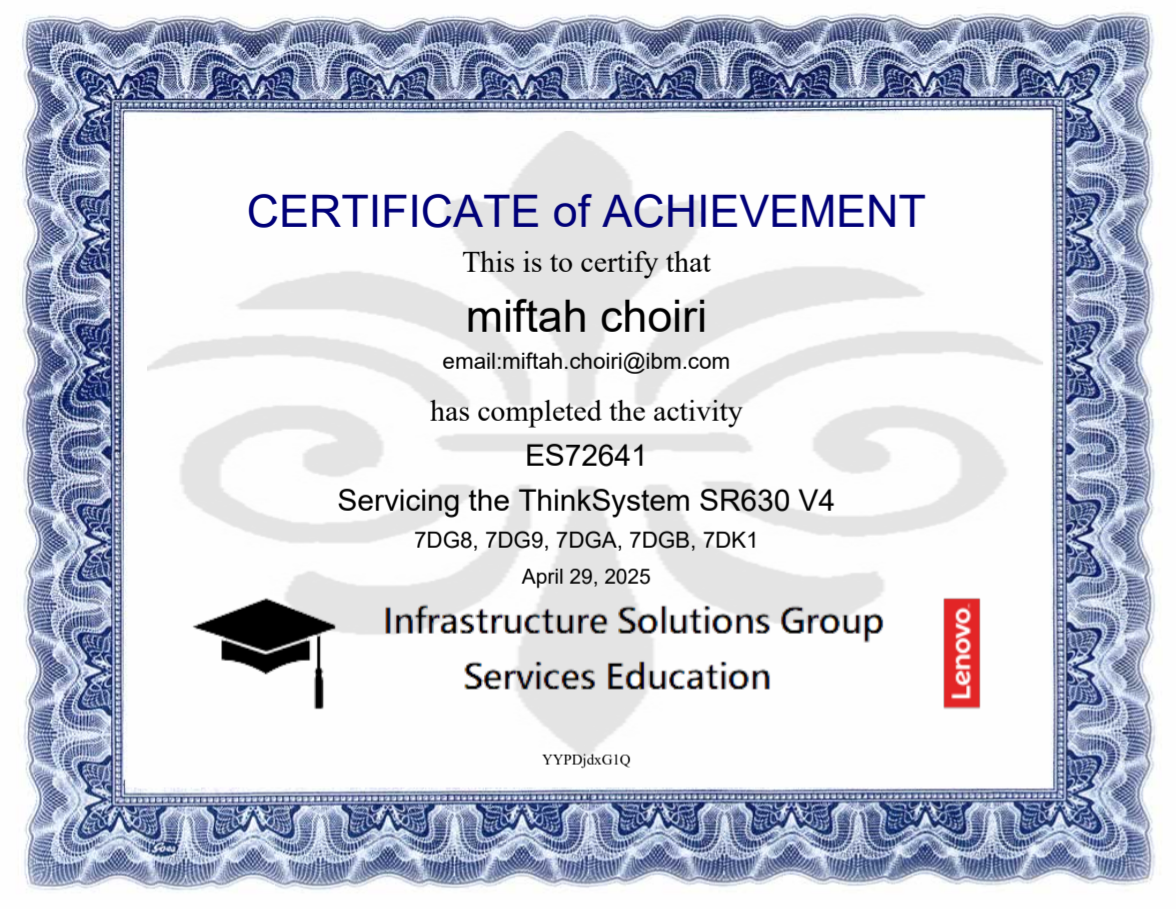 CERTIFICATE of ACHIEVEMENT
This is to certify that
miftah choiri
email:miftah.choiri@ibm.com
has completed the activity
ES72641
Servicing the ThinkSystem SR630 V4
7DG8, 7DG9, 7DGA, 7DGB, 7DK1
April 29, 2025
Infrastructure Solutions Group
Services Education
Lenovo
YYPDjdxG1Q